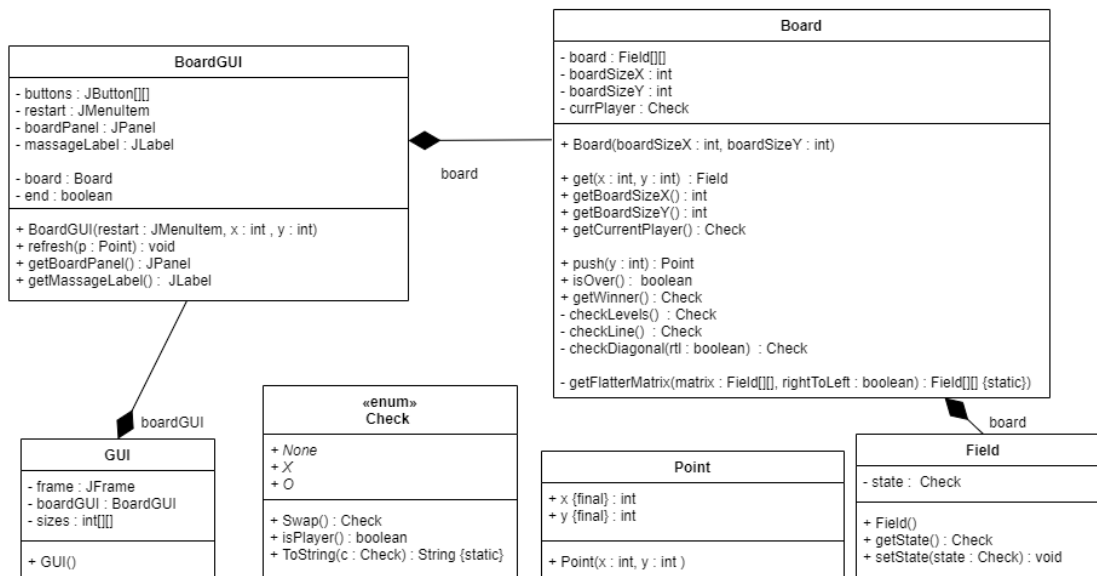 BoardGUI
- buttons : JButton[][]
- restart : JMenuItem
- boardPanel : JPanel
- massageLabel : JLabel
- board : Board
- end : boolean
+ BoardGUI(restart : JMenuItem, x : int , y : int)
+ refresh(p : Point) : void
+ getBoardPanel() : JPanel
+ getMassageLabel() :  JLabel
board
Board
- board : Field[][]
- boardSizeX : int
- boardSizeY : int
- currPlayer : Check
+ Board(boardSizeX : int, boardSizeY : int)
+ get(x : int, y : int)  : Field
+ getBoardSizeX() : int
+ getBoardSizeY() : int
+ getCurrentPlayer() : Check
+ push(y : int) : Point
+ isOver() :  boolean
+ getWinner() : Check
- checkLevels()  : Check
- checkLine()  : Check
- checkDiagonal(rtl : boolean)  : Check
- getFlatterMatrix(matrix : Field[][], rightToLeft : boolean) : Field[][] {static})
boardGUI
GUI
- frame : JFrame
- boardGUI : BoardGUI
- sizes : int[][]
+ GUI()
«enum»
Check
+ None
+ X
+ O
+ Swap() : Check
+ isPlayer() : boolean
+ ToString(c : Check) : String {static}
Point
+ x {final} : int
+ y {final} : int
+ Point(x : int, y : int )
board
Field
- state :  Check
+ Field()
+ getState() : Check
+ setState(state : Check) : void